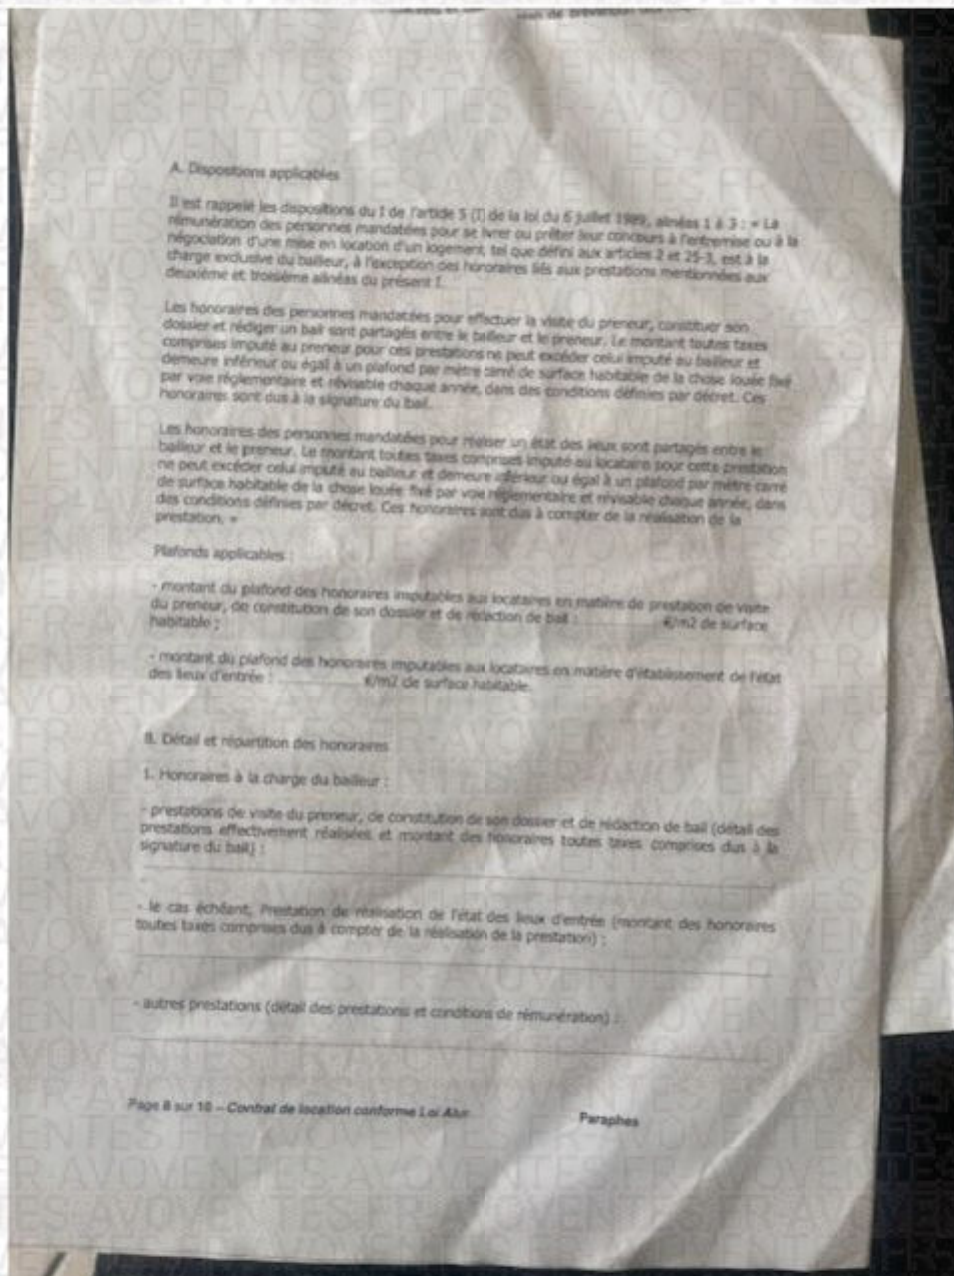 A. Dispositions applicables
Il est rappelé les dispositions du I de l'article 5 (I) de la loi du 6 juillet 1989, alinéas 1 à 3 : « La
rémunération des personnes mandatées pour se livrer ou prêter leur concours à l'entremise ou à la
négociation d'une mise en location d'un logement, tel que défini aux articles 2 et 25-3, est à la
charge exclusive du bailleur, à l'exception des honoraires liés aux prestations mentionnées aux
deuxième et troisième alinéas du présent I.
Les honoraires des personnes mandatées pour effectuer la visite du preneur, constituer son
dossier et rédiger un bail sont partagés entre le bailleur et le preneur. Le montant toutes taxes
comprises imputé au preneur pour ces prestations ne peut excéder celui imputé au bailleur et
demeure inférieur ou égal à un plafond par mètre carré de surface habitable de la chose louée fixé
par voie réglementaire et révisable chaque année, dans des conditions définies par décret. Ces
honoraires sont dus à la signature du bail.
Les honoraires des personnes mandatées pour réaliser un état des lieux sont partagés entre le
bailleur et le preneur. Le montant toutes taxes comprises imputé au locataire pour cette prestation
ne peut excéder celui imputé au bailleur et demeure inférieur ou égal à un plafond par mètre carré
de surface habitable de la chose louée fixé par voie réglementaire et révisable chaque année, dans
des conditions définies par décret. Ces honoraires sont dus à compter de la réalisation de la
prestation. »
Plafonds applicables :
- montant du plafond des honoraires imputables aux locataires en matière de prestation de visite
du preneur, de constitution de son dossier et de rédaction de bail : €/m2 de surface
habitable ;
- montant du plafond des honoraires imputables aux locataires en matière d'établissement de l'état
des lieux d'entrée : €/m2 de surface habitable.
B. Détail et répartition des honoraires
1. Honoraires à la charge du bailleur :
- prestations de visite du preneur, de constitution de son dossier et de rédaction de bail (détail des
prestations effectivement réalisées et montant des honoraires toutes taxes comprises dus à la
signature du bail) :
- le cas échéant, Prestation de réalisation de l'état des lieux d'entrée (montant des honoraires
toutes taxes comprises dus à compter de la réalisation de la prestation) :
- autres prestations (détail des prestations et conditions de rémunération) :
Page 8 sur 10 – Contrat de location conforme Loi Alur
Paraphes